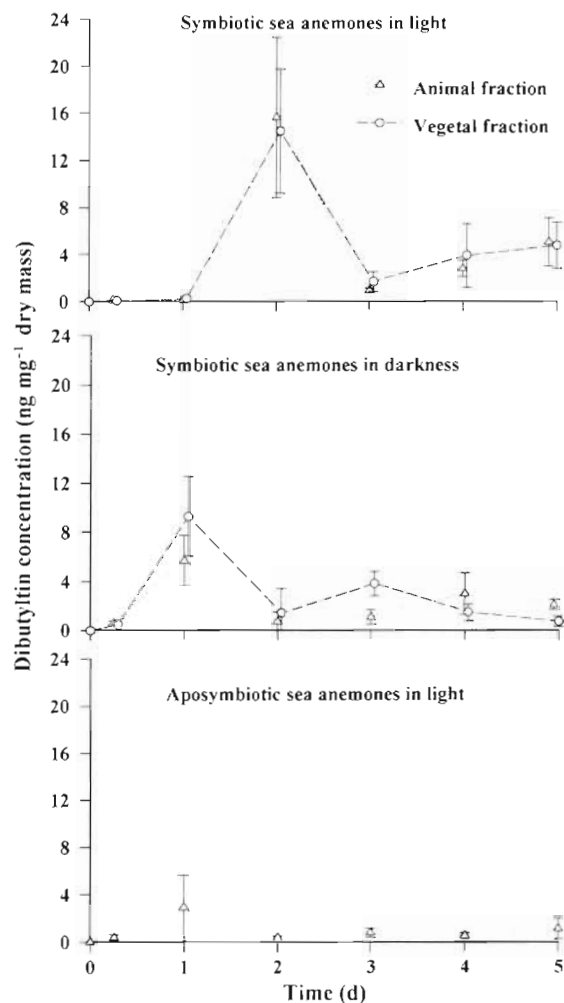 Symbiotic sea anemones in light
24
20
16
12
8
4
0
Animal fraction
Vegetal fraction
Symbiotic sea anemones in darkness
24
20
16
12
8
4
0
Aposymbiotic sea anemones in light
24
20
16
12
8
4
0
0 1 2 3 4 5
Time (d)
Dibutyltin concentration (ng mg⁻¹ dry mass)